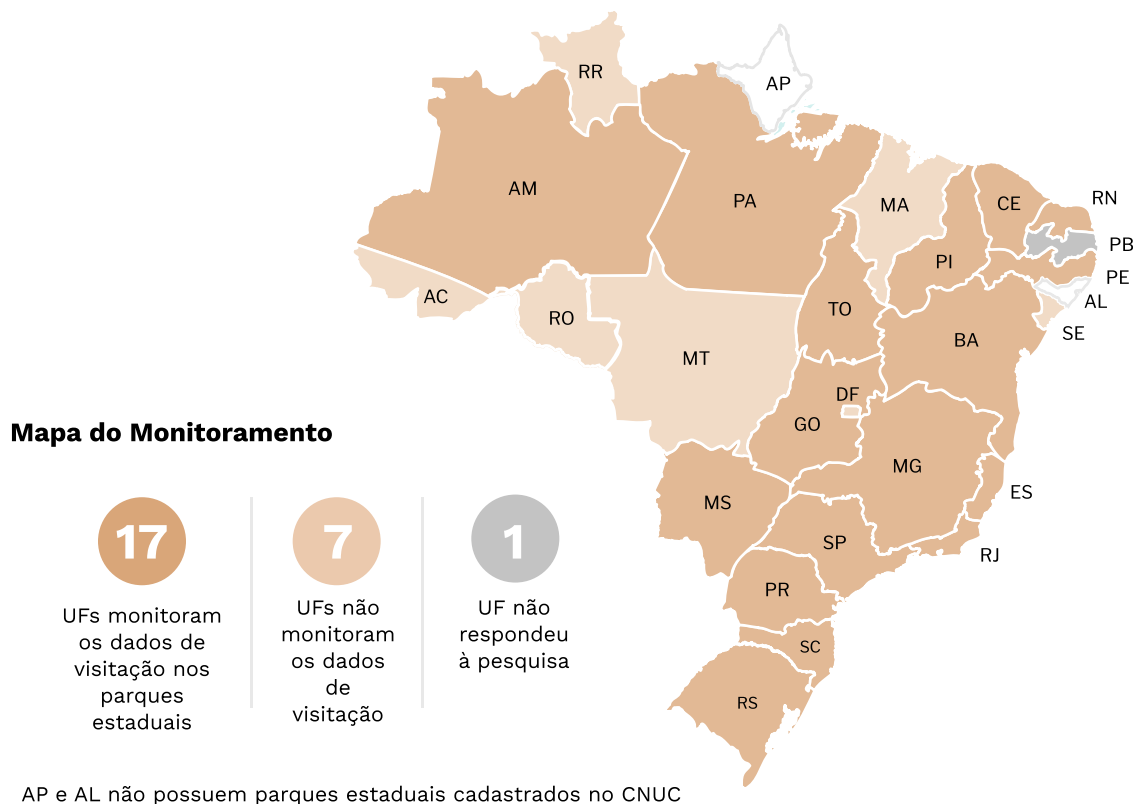 RR
AP
AM
PA
MA
CE
RN
PB
PI
PE
AC
AL
RO
TO
SE
BA
MT
DF
GO
Mapa do Monitoramento
MG
ES
MS
SP
RJ
PR
SC
RS
17
UFs monitoram
os dados de
visitação nos
parques
estaduais
7
UFs não
monitoram
os dados
de
visitação
1
UF não
respondeu
à pesquisa
AP e AL não possuem parques estaduais cadastrados no CNUC